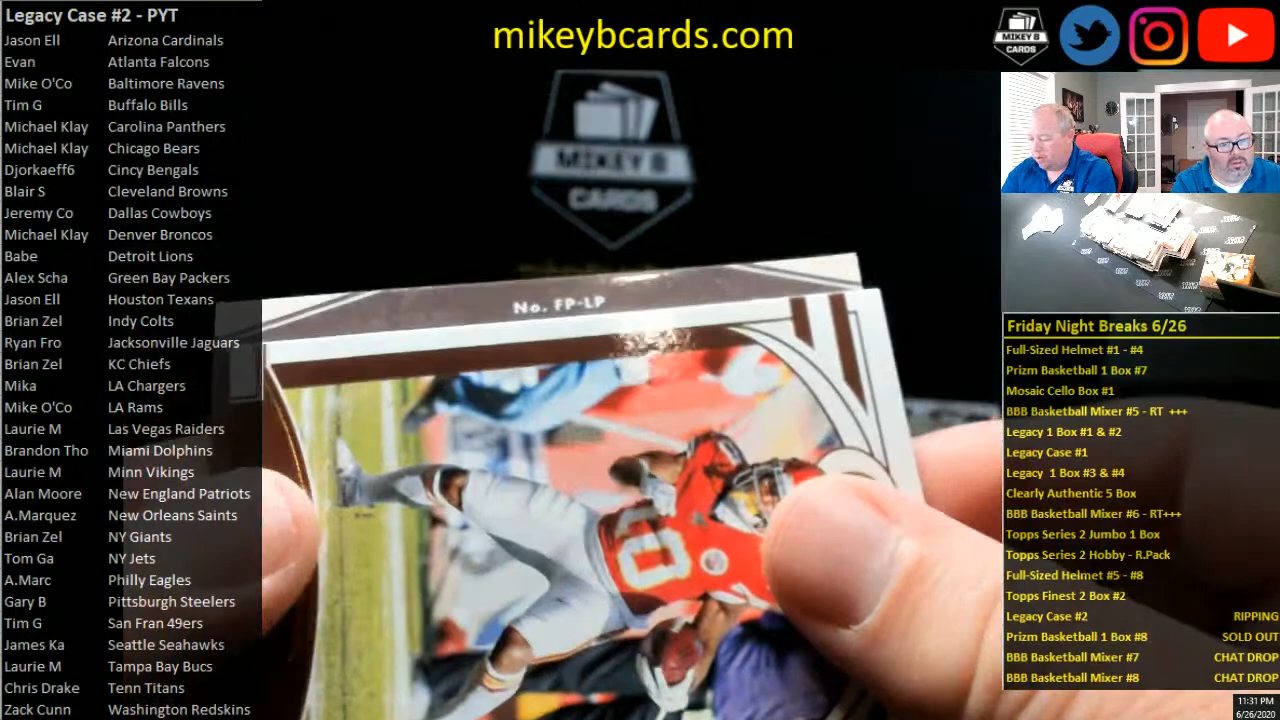 Legacy Case #2 - PYT
Jason Ell Arizona Cardinals
Evan Atlanta Falcons
Mike O'Co Baltimore Ravens
Tim G Buffalo Bills
Michael Klay Carolina Panthers
Michael Klay Chicago Bears
Djorkaeff6 Cincy Bengals
Blair S Cleveland Browns
Jeremy Co Dallas Cowboys
Michael Klay Denver Broncos
Babe Detroit Lions
Alex Scha Green Bay Packers
Jason Ell Houston Texans
Brian Zel Indy Colts
Ryan Fro Jacksonville Jaguars
Brian Zel KC Chiefs
Mika LA Chargers
Mike O'Co LA Rams
Laurie M Las Vegas Raiders
Brandon Tho Miami Dolphins
Laurie M Minn Vikings
Alan Moore New England Patriots
A.Marquez New Orleans Saints
Brian Zel NY Giants
Tom Ga NY Jets
A.Marc Philly Eagles
Gary B Pittsburgh Steelers
Tim G San Fran 49ers
James Ka Seattle Seahawks
Laurie M Tampa Bay Bucs
Chris Drake Tenn Titans
Zack Cunn Washington Redskins
mikeybcards.com
MIKEY B
CARDS
No. FP-LP
10
MIKEY B
CARDS
Friday Night Breaks 6/26
Full-Sized Helmet #1 - #4
Prizm Basketball 1 Box #7
Mosaic Cello Box #1
BBB Basketball Mixer #5 - RT +++
Legacy 1 Box #1 & #2
Legacy Case #1
Legacy 1 Box #3 & #4
Clearly Authentic 5 Box
BBB Basketball Mixer #6 - RT+++
Topps Series 2 Jumbo 1 Box
Topps Series 2 Hobby - R.Pack
Full-Sized Helmet #5 - #8
Topps Finest 2 Box #2
Legacy Case #2 RIPPING
Prizm Basketball 1 Box #8 SOLD OUT
BBB Basketball Mixer #7 CHAT DROP
BBB Basketball Mixer #8 CHAT DROP
11:31 PM
6/26/2020